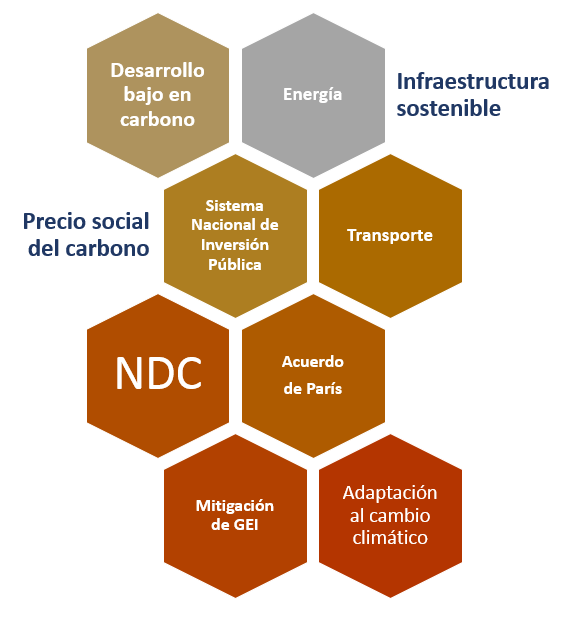 Desarrollo
bajo en
carbono
Energía
Infraestructura
sostenible
Precio social
del carbono
Sistema
Nacional de
Inversión
Pública
Transporte
NDC
Acuerdo
de París
Mitigación
de GEI
Adaptación
al cambio
climático